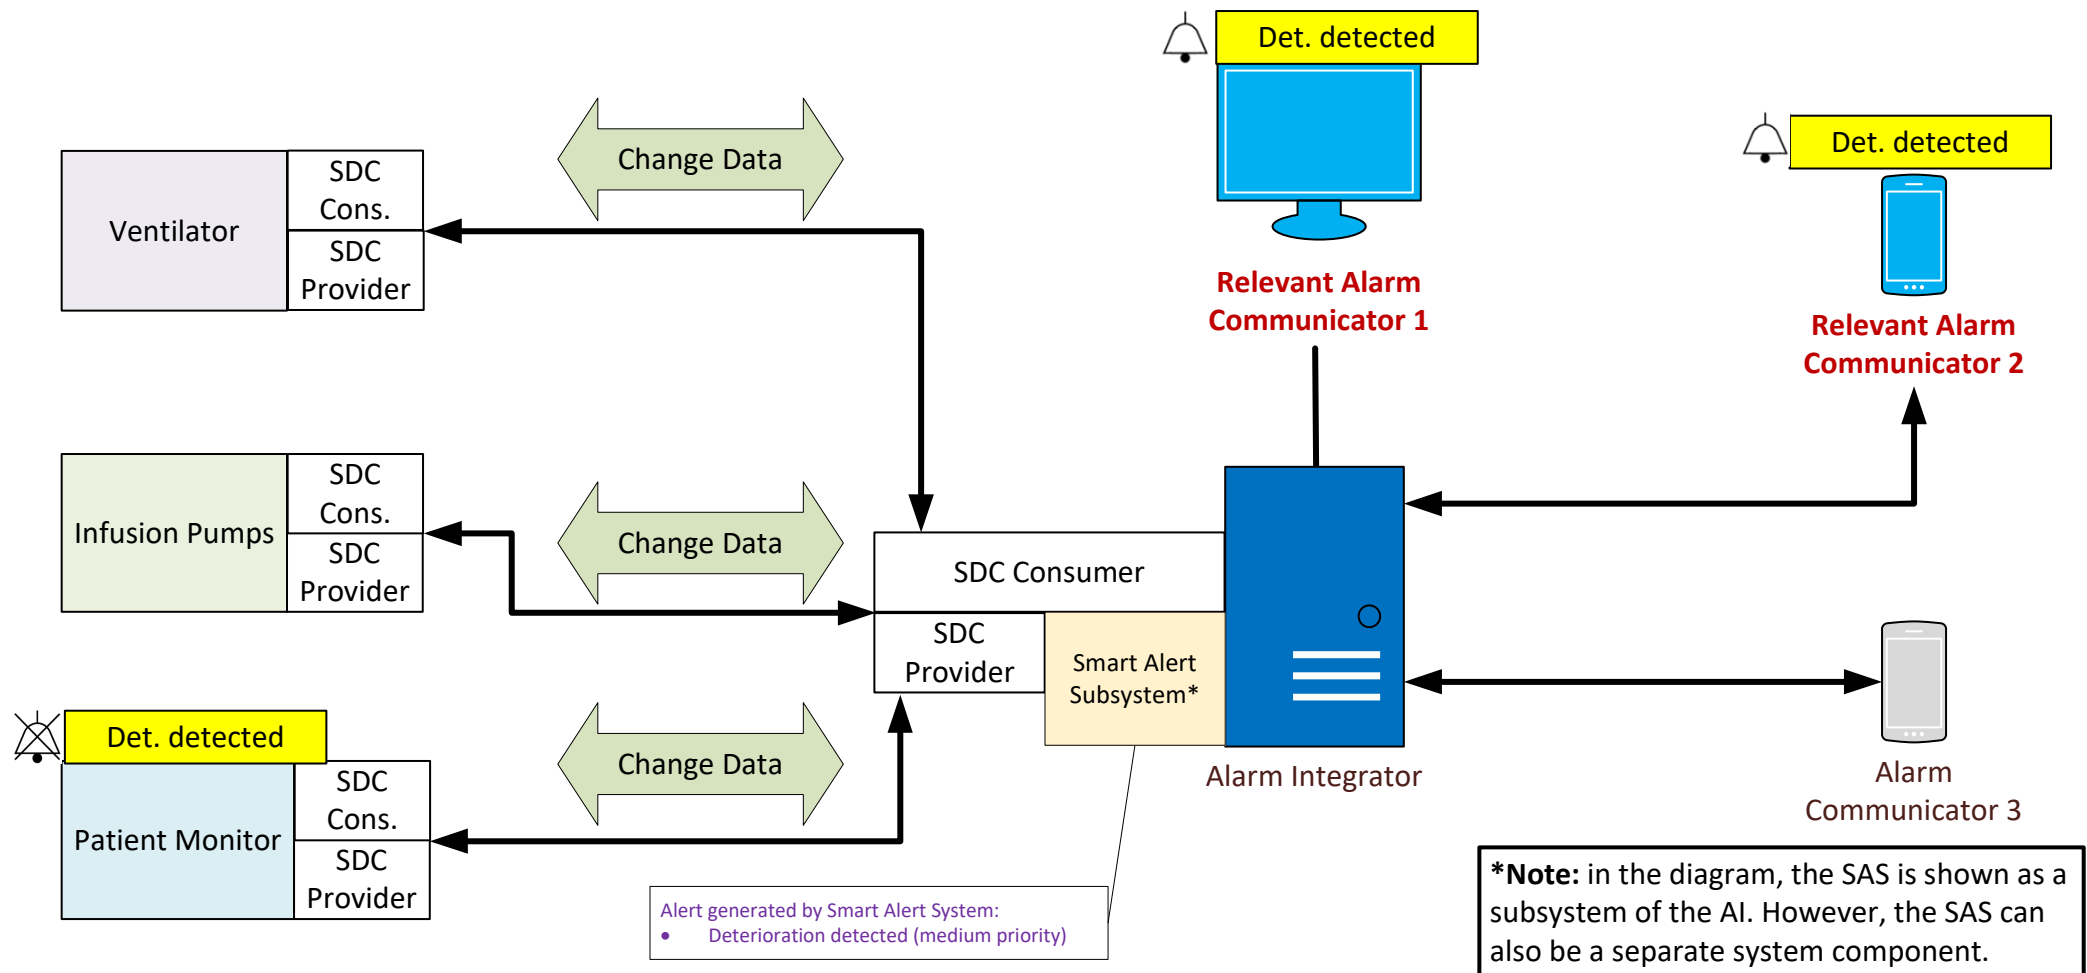 Det. detected
Det. detected
Change Data
SDC
Cons.
Ventilator
SDC
Provider
Relevant Alarm
Communicator 1
Relevant Alarm
Communicator 2
SDC
Cons.
Infusion Pumps
SDC
Provider
Change Data
SDC Consumer
SDC
Provider
Smart Alert
Subsystem*
Det. detected
SDC
Cons.
Patient Monitor
SDC
Provider
Change Data
Alarm Integrator
Alarm
Communicator 3
Alert generated by Smart Alert System:
• Deterioration detected (medium priority)
*Note: in the diagram, the SAS is shown as a
subsystem of the AI. However, the SAS can
also be a separate system component.